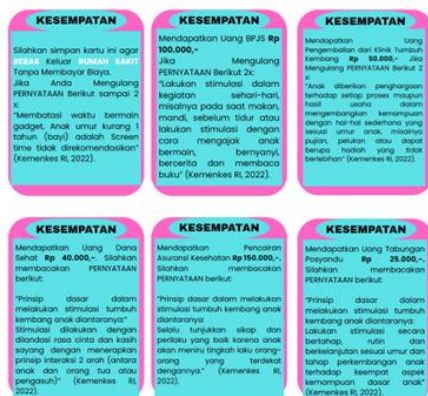 KESEMPATAN
Silahkan simpan kartu ini agar
BEBAS Keluar RUMAH SAKIT
Tanpa Membayar Biaya.
Jika Anda Mengulang
PERNYATAAN Berikut sampai 2
x:
"Membatasi waktu bermain
gadget, Anak umur kurang 1
tahun (bayi) adalah Screen
time tidak direkomendasikan"
(Kemenkes RI, 2022).
KESEMPATAN
Mendapatkan Uang BPJS Rp
100.000,-
Jika Mengulang
PERNYATAAN Berikut 2x:
"Lakukan stimulasi dalam
kegiatan sehari-hari,
misalnya pada saat makan,
mandi, sebelum tidur atau
lakukan stimulasi dengan
cara mengajak anak
bermain, bernyanyi,
bercerita dan membaca
buku" (Kemenkes RI, 2022).
KESEMPATAN
Mendapatkan Uang
Pengembalian dari Klinik Tumbuh
Kembang Rp 50.000,- Jika
Mengulang PERNYATAAN Berikut 2
x:
"Anak diberikan penghargaan
terhadap setiap proses maupun
hasil usaha dalam
mengembangkan kemampuan
dengan hal-hal sederhana yang
sesuai umur anak, misalnya
pujian, pelukan atau dapat
berupa hadiah yang tidak
berlebihan" (Kemenkes RI, 2022).
KESEMPATAN
Mendapatkan Uang Dana
Sehat Rp 40.000,-. Silahkan
membacakan PERNYATAAN
berikut:
"Prinsip dasar dalam
melakukan stimulasi tumbuh
kembang anak diantaranya:"
Stimulasi dilakukan dengan
dilandasi rasa cinta dan kasih
sayang dengan menerapkan
prinsip interaksi 2 arah (antara
anak dan orang tua atau
pengasuh)" (Kemenkes RI,
2022).
KESEMPATAN
Mendapatkan Pencairan
Asuransi Kesehatan Rp 150.000,-.
Silahkan membacakan
PERNYATAAN berikut:
"Prinsip dasar dalam melakukan
stimulasi tumbuh kembang anak
diantaranya:
Selalu tunjukkan sikap dan
perilaku yang baik karena anak
akan meniru tingkah laku orang-
orang yang terdekat
dengannya." (Kemenkes RI,
2022).
KESEMPATAN
Mendapatkan Uang Tabungan
Posyandu Rp 25.000,-.
Silahkan membacakan
PERNYATAAN berikut:
"Prinsip dasar dalam
melakukan stimulasi tumbuh
kembang anak diantaranya:
Lakukan stimulasi secara
bertahap, rutin dan
berkelanjutan sesuai umur dan
tahap perkembangan anak
terhadap keempat aspek
kemampuan dasar anak"
(Kemenkes RI, 2022).